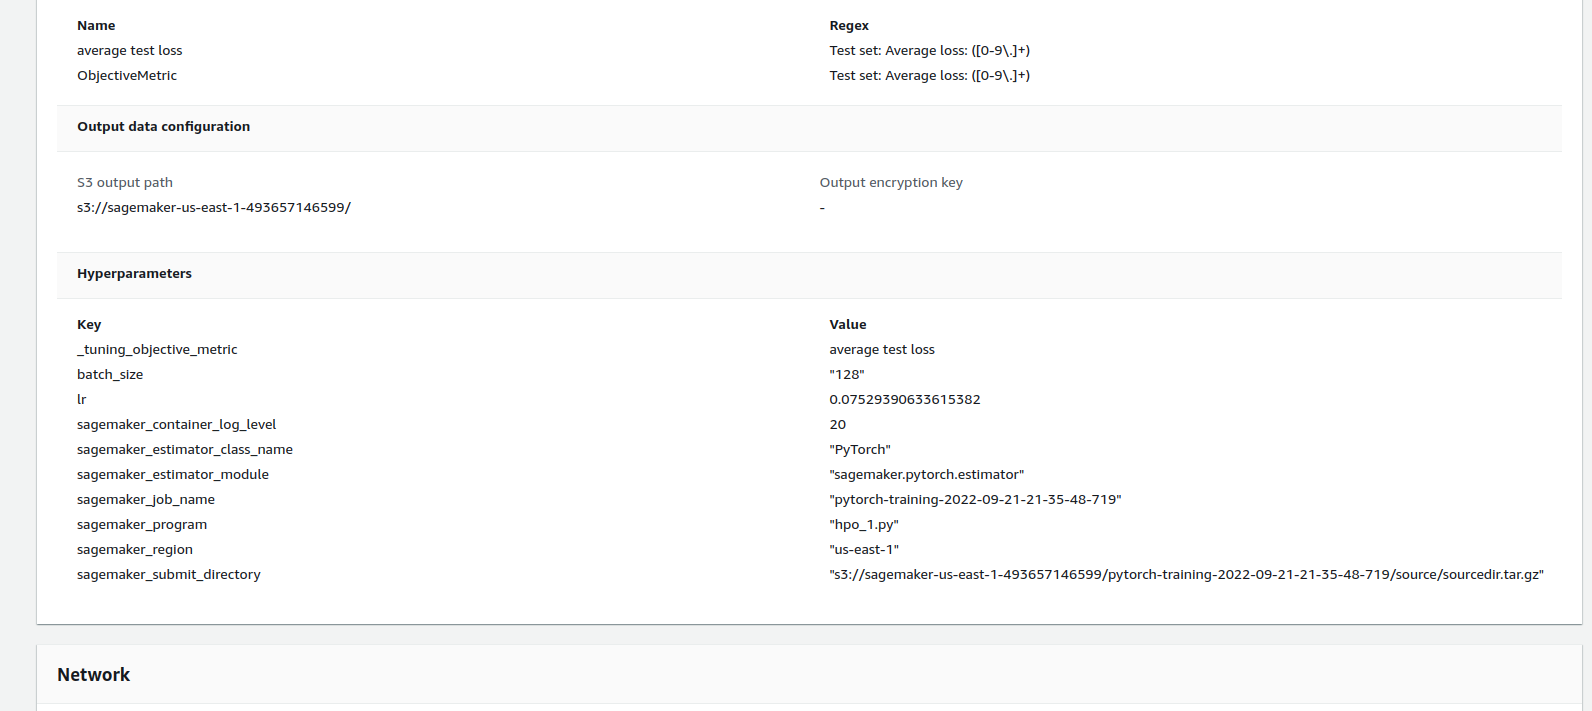 Name Regex
average test loss Test set: Average loss: ([0-9\.]+)
ObjectiveMetric Test set: Average loss: ([0-9\.]+)
Output data configuration
S3 output path Output encryption key
s3://sagemaker-us-east-1-493657146599/ -
Hyperparameters
Key Value
_tuning_objective_metric average test loss
batch_size "128"
lr 0.07529390633615382
sagemaker_container_log_level 20
sagemaker_estimator_class_name "PyTorch"
sagemaker_estimator_module "sagemaker.pytorch.estimator"
sagemaker_job_name "pytorch-training-2022-09-21-21-35-48-719"
sagemaker_program "hpo_1.py"
sagemaker_region "us-east-1"
sagemaker_submit_directory "s3://sagemaker-us-east-1-493657146599/pytorch-training-2022-09-21-21-35-48-719/source/sourcedir.tar.gz"
Network